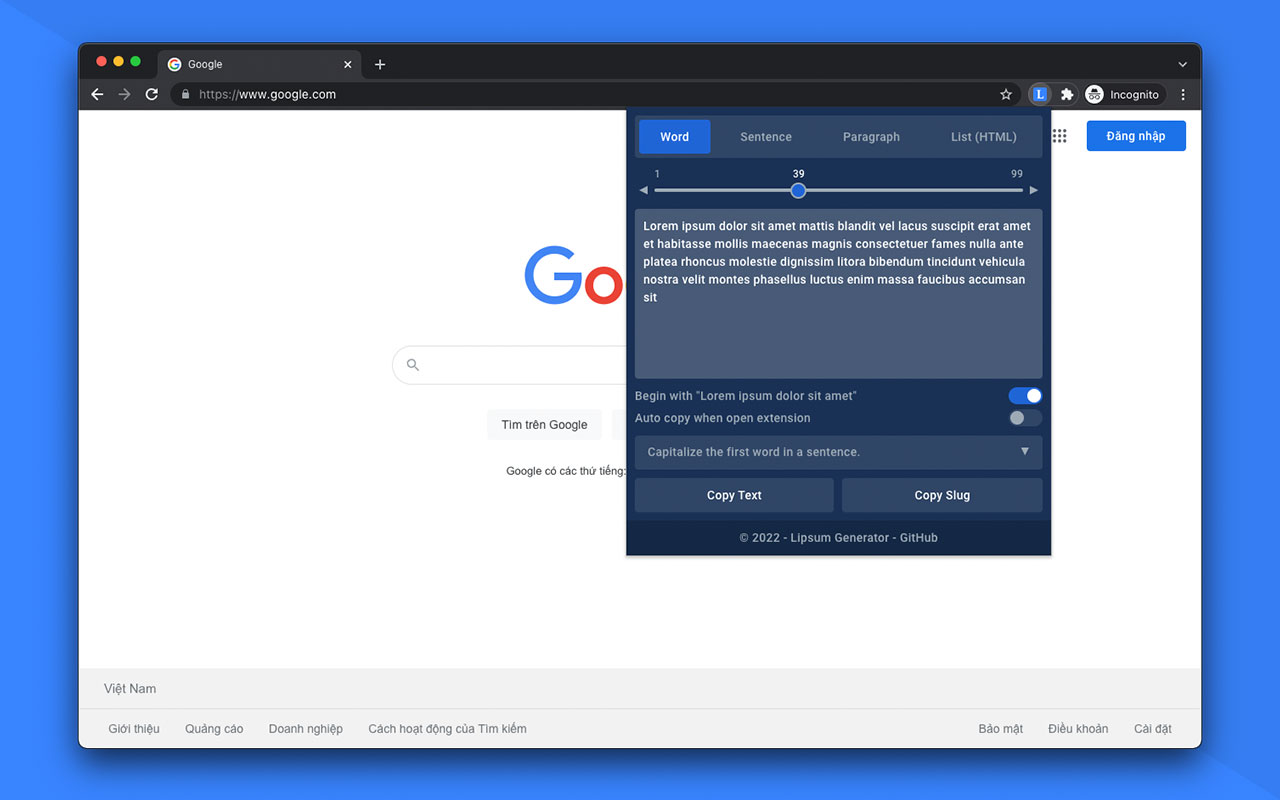 Google
https://www.google.com
L
Incognito
Word
Sentence
Paragraph
List (HTML)
Đăng nhập
1
39
99
Lorem ipsum dolor sit amet mattis blandit vel lacus suscipit erat amet
et habitasse mollis maecenas magnis consectetuer fames nulla ante
platea rhoncus molestie dignissim litora bibendum tincidunt vehicula
nostra velit montes phasellus luctus enim massa faucibus accumsan
sit
Go
Begin with "Lorem ipsum dolor sit amet"
Auto copy when open extension
Tìm trên Google
Capitalize the first word in a sentence.
Google có các thứ tiếng:
Copy Text
Copy Slug
© 2022 - Lipsum Generator - GitHub
Việt Nam
Giới thiệu
Quảng cáo
Doanh nghiệp
Cách hoạt động của Tìm kiếm
Bảo mật
Điều khoản
Cài đặt